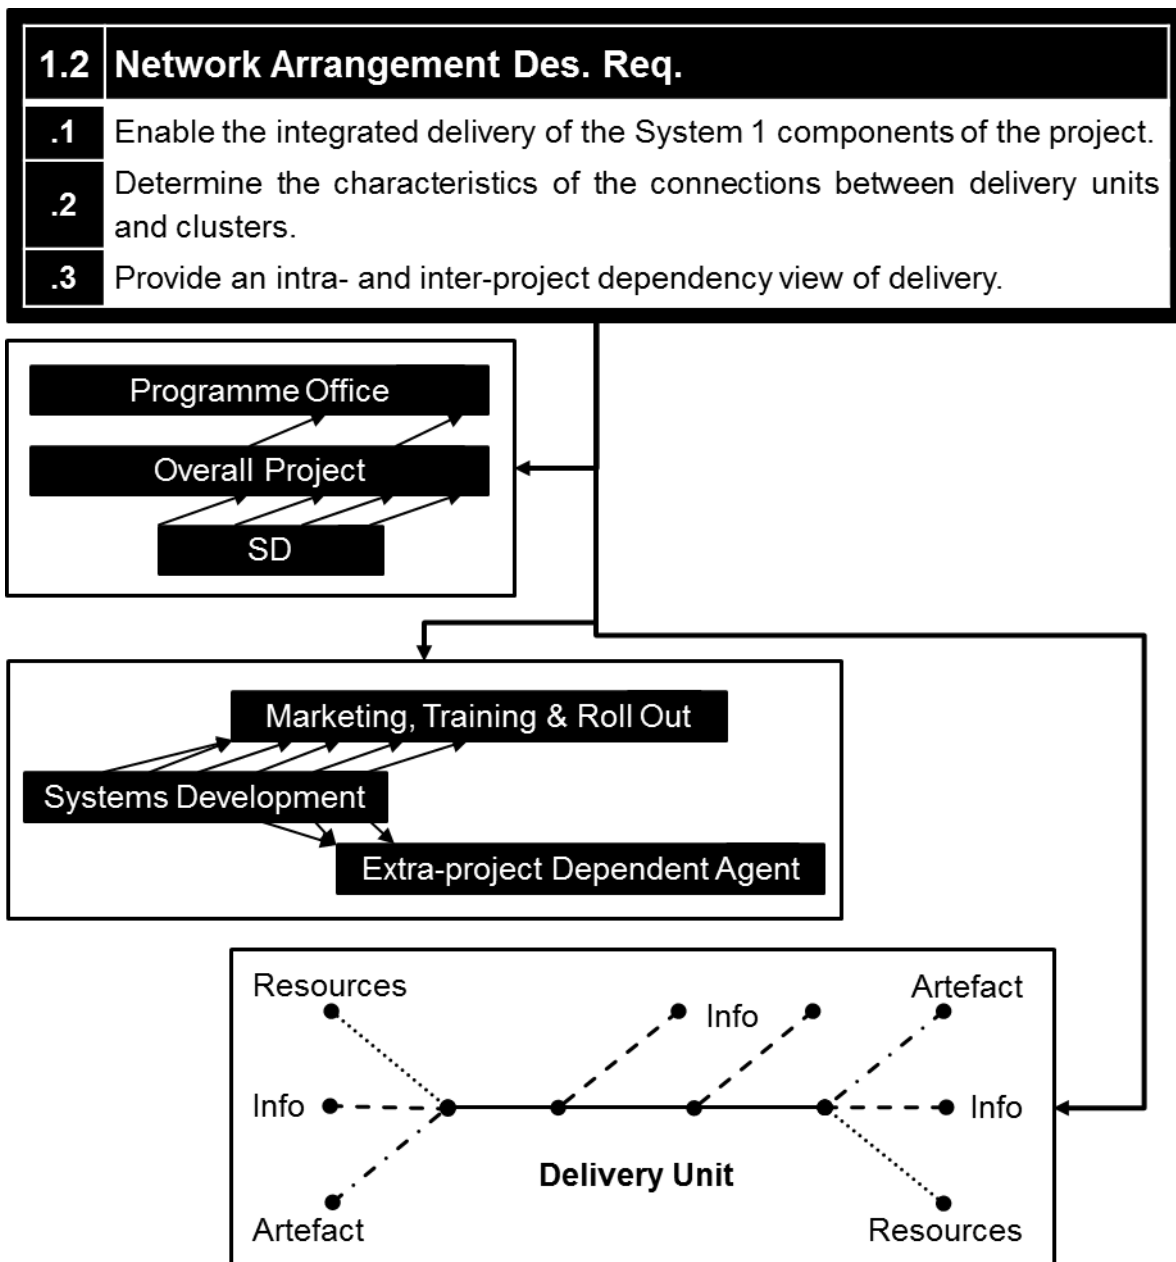 1.2 Network Arrangement Des. Req.
.1 Enable the integrated delivery of the System 1 components of the project.
.2 Determine the characteristics of the connections between delivery units
and clusters.
.3 Provide an intra- and inter-project dependency view of delivery.
Programme Office
Overall Project
SD
Marketing, Training & Roll Out
Systems Development
Extra-project Dependent Agent
Resources
Artefact
Info
Info
Info
Delivery Unit
Artefact
Resources